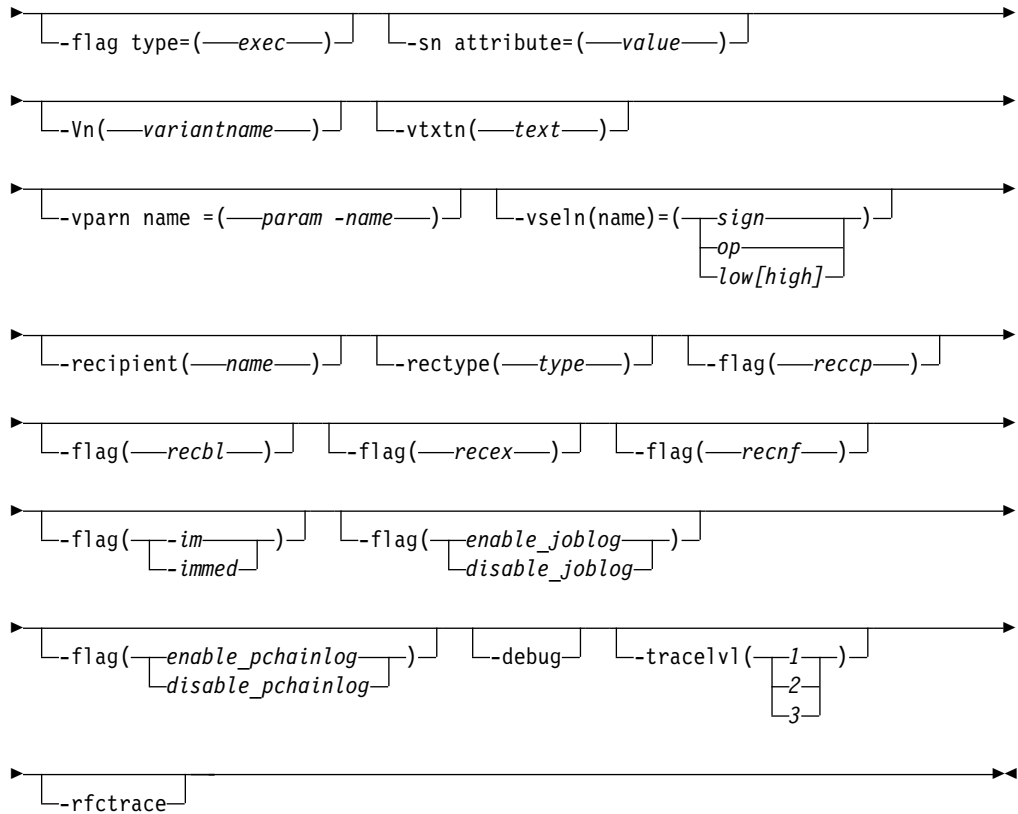 -flag type=( exec ) -sn attribute=( value )
-Vn( variantname ) -vtxtn( text )
-vparn name =( param -name ) -vseln(name)=( sign )
op
low[high]
-recipient( name ) -rectype( type ) -flag( reccp )
-flag( recbl ) -flag( recex ) -flag( recnf )
-flag( -im ) -flag( enable_joblog )
-immed disable_joblog
-flag( enable_pchainlog ) -debug -tracelvl( 1 )
disable_pchainlog 2
3
-rfctrace